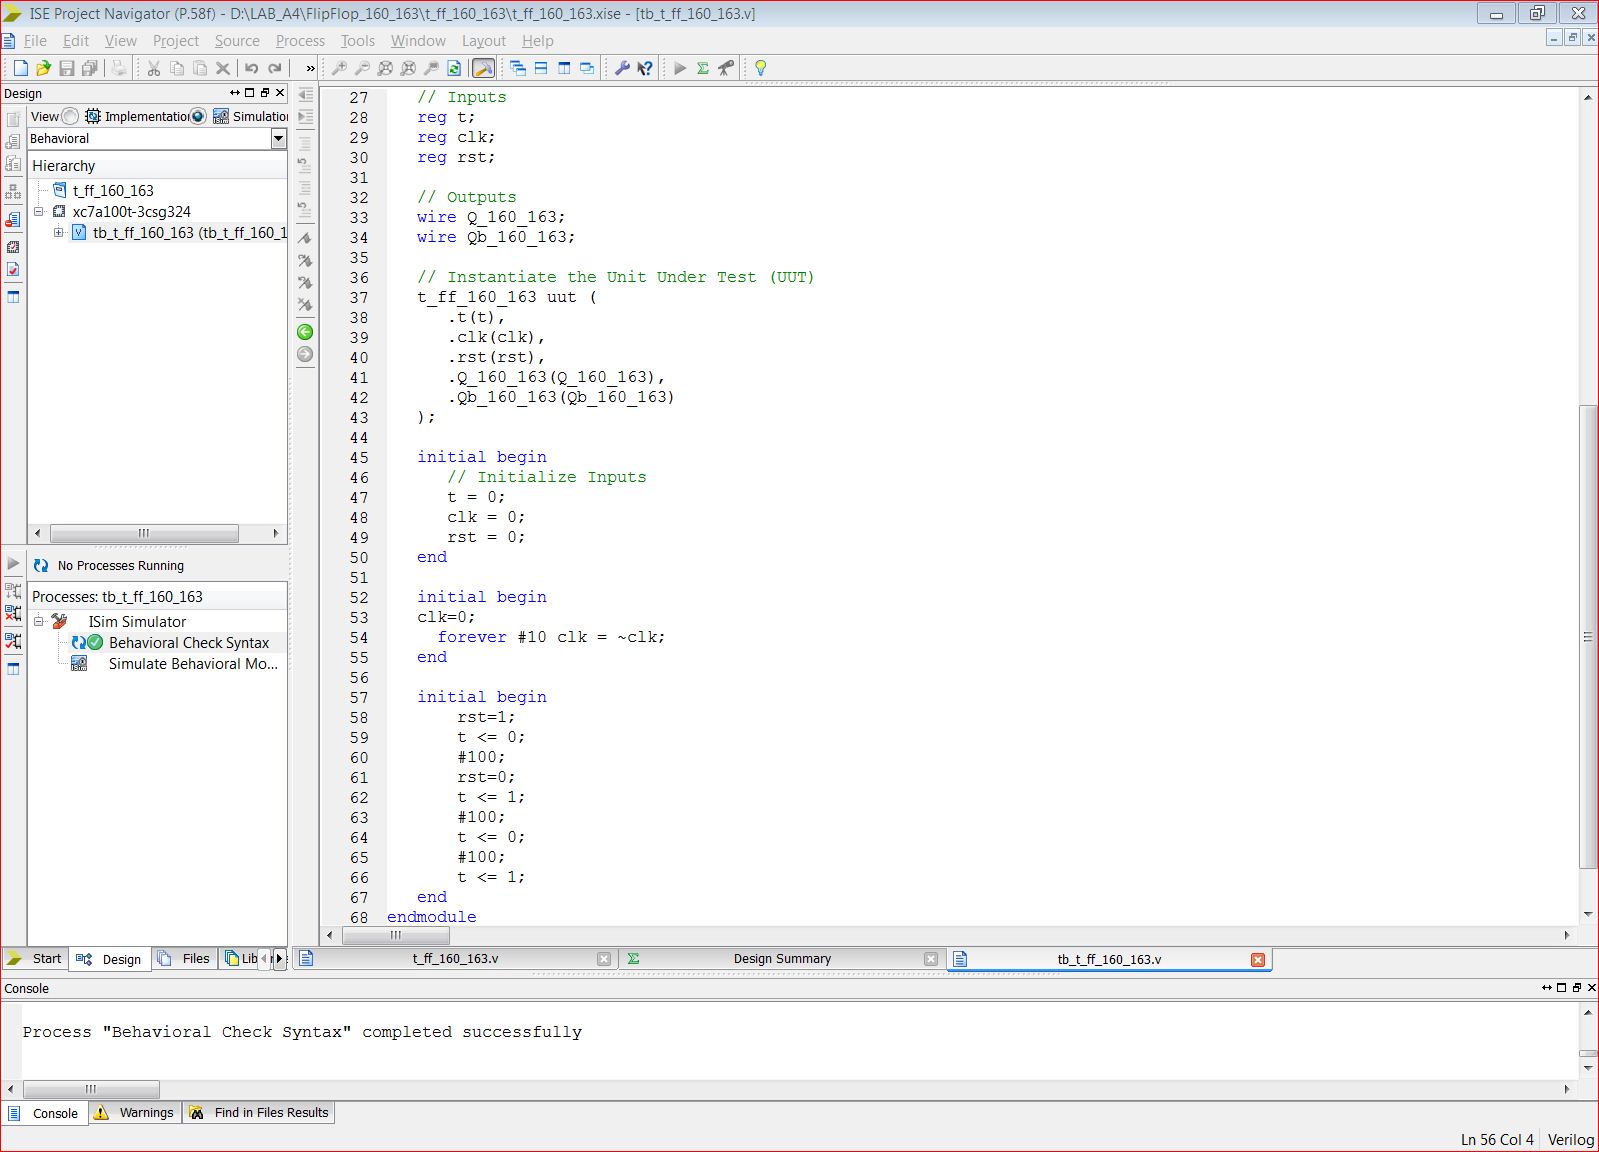 ISE Project Navigator (P.58f) - D:\LAB_A4\FlipFlop_160_163\t_ff_160_163\t_ff_160_163.xise - [tb_t_ff_160_163.v]
File Edit View Project Source Process Tools Window Layout Help
Design
View Implementation Simulation
Behavioral
Hierarchy
t_ff_160_163
xc7a100t-3csg324
tb_t_ff_160_163 (tb_t_ff_160_1
No Processes Running
Processes: tb_t_ff_160_163
ISim Simulator
Behavioral Check Syntax
Simulate Behavioral Mo...
Start Design Files Lib
27 // Inputs
28 reg t;
29 reg clk;
30 reg rst;
31
32 // Outputs
33 wire Q_160_163;
34 wire Qb_160_163;
35
36 // Instantiate the Unit Under Test (UUT)
37 t_ff_160_163 uut (
38 .t(t),
39 .clk(clk),
40 .rst(rst),
41 .Q_160_163(Q_160_163),
42 .Qb_160_163(Qb_160_163)
43 );
44
45 initial begin
46 // Initialize Inputs
47 t = 0;
48 clk = 0;
49 rst = 0;
50 end
51
52 initial begin
53 clk=0;
54 forever #10 clk = ~clk;
55 end
56
57 initial begin
58 rst=1;
59 t <= 0;
60 #100;
61 rst=0;
62 t <= 1;
63 #100;
64 t <= 0;
65 #100;
66 t <= 1;
67 end
68 endmodule
t_ff_160_163.v Design Summary tb_t_ff_160_163.v
Console
Process "Behavioral Check Syntax" completed successfully
Console Warnings Find in Files Results
Ln 56 Col 4 Verilog